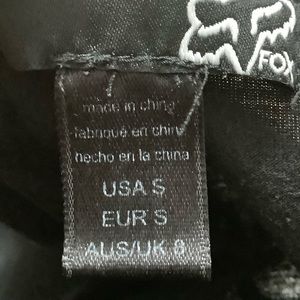 FOX
made in china
fabriqué en chine
hecho en la china
USA S
EUR S
AUS/UK 8